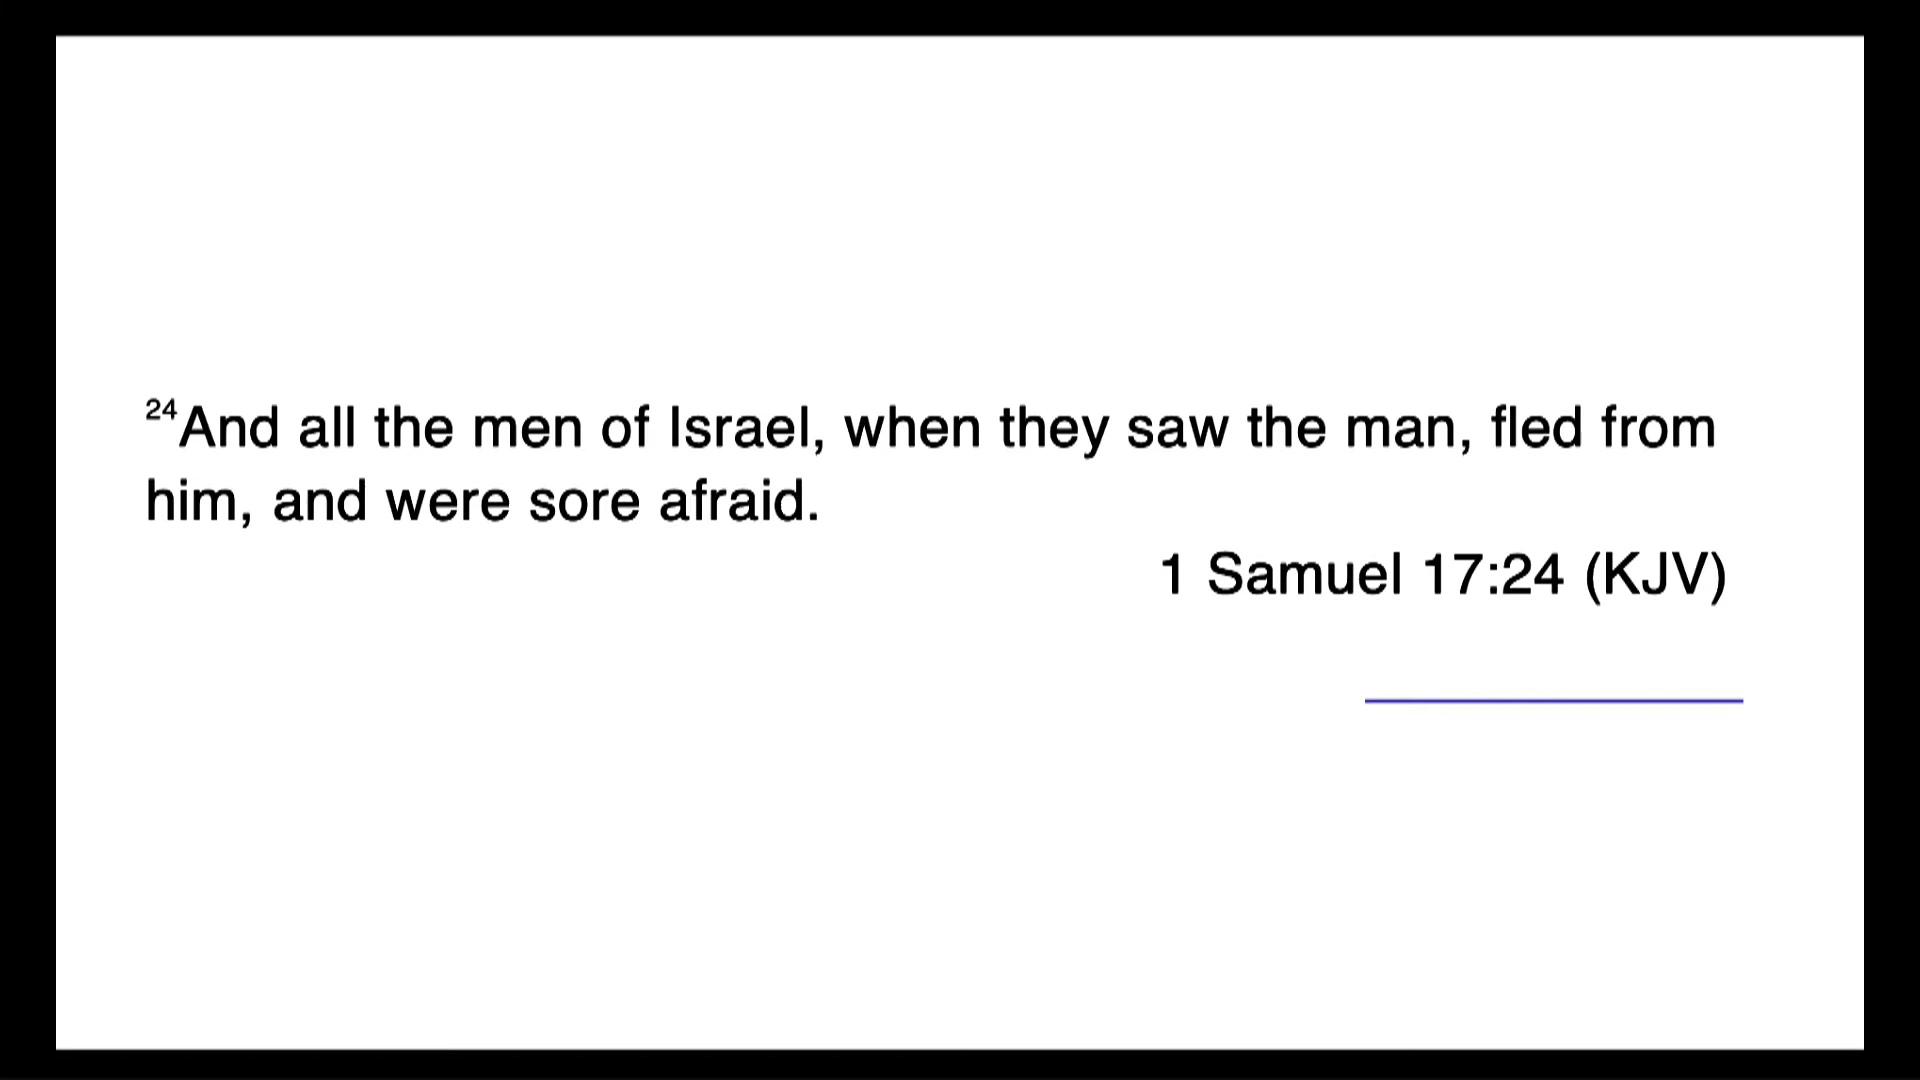 24And all the men of Israel, when they saw the man, fled from
him, and were sore afraid.
1 Samuel 17:24 (KJV)